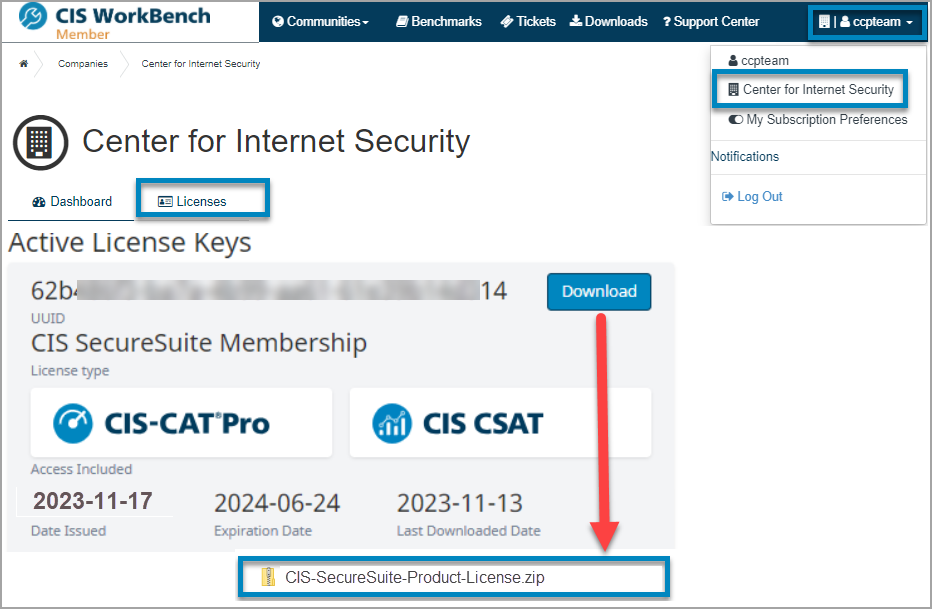 CIS WorkBench
Member
Communities
Benchmarks
Tickets
Downloads
? Support Center
| ccpteam
Companies
Center for Internet Security
ccpteam
Center for Internet Security
My Subscription Preferences
Notifications
Log Out
Center for Internet Security
Dashboard
Licenses
Active License Keys
62b4 14
Download
UUID
CIS SecureSuite Membership
License type
CIS-CAT®Pro
CIS CSAT
Access Included
2023-11-17
2024-06-24
2023-11-13
Date Issued
Expiration Date
Last Downloaded Date
CIS-SecureSuite-Product-License.zip